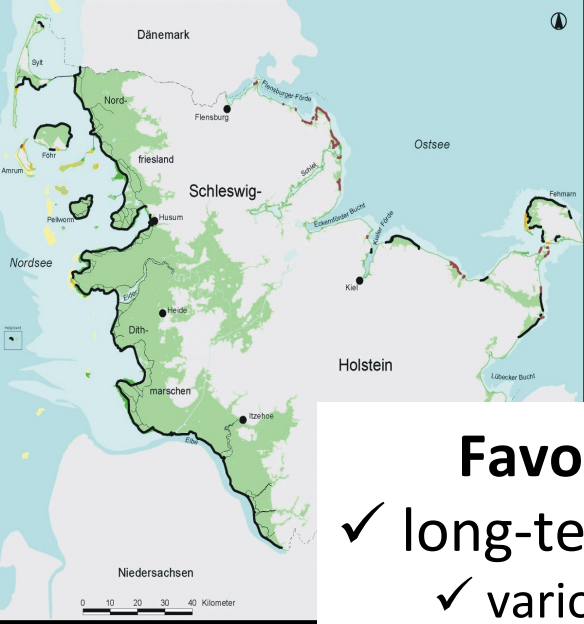 Dänemark
Sylt
Nord-
Flensburger Förde
Flensburg
Ostsee
friesland
Föhr
Amrum
Schlei
Schleswig-
Fehmarn
Pellworm
Husum
Eckernförder Bucht
Kieler Förde
Nordsee
Kiel
Eider
Heide
Dith-
Holstein
Lübecker Bucht
marschen
Itzehoe
Elbe
Favo
✓ long-te
Niedersachsen
✓ vario
0 10 20 30 40 Kilometer